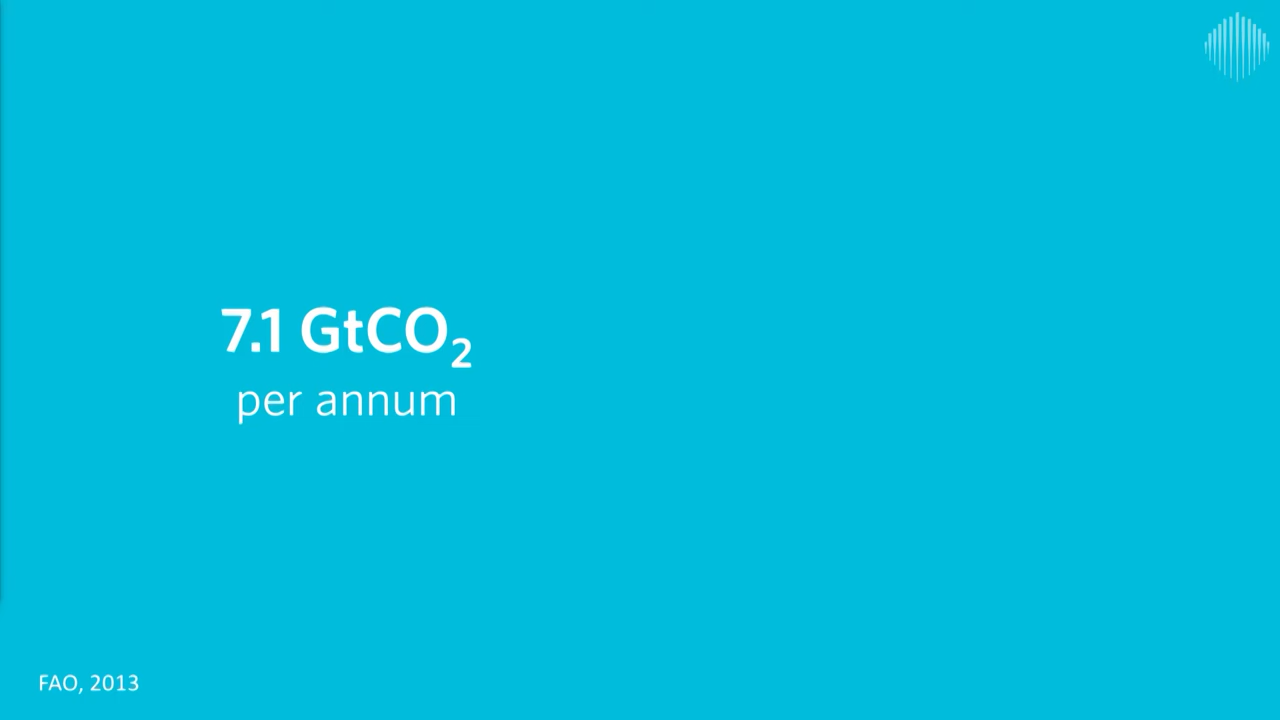 7.1 GtCO₂
per annum
FAO, 2013